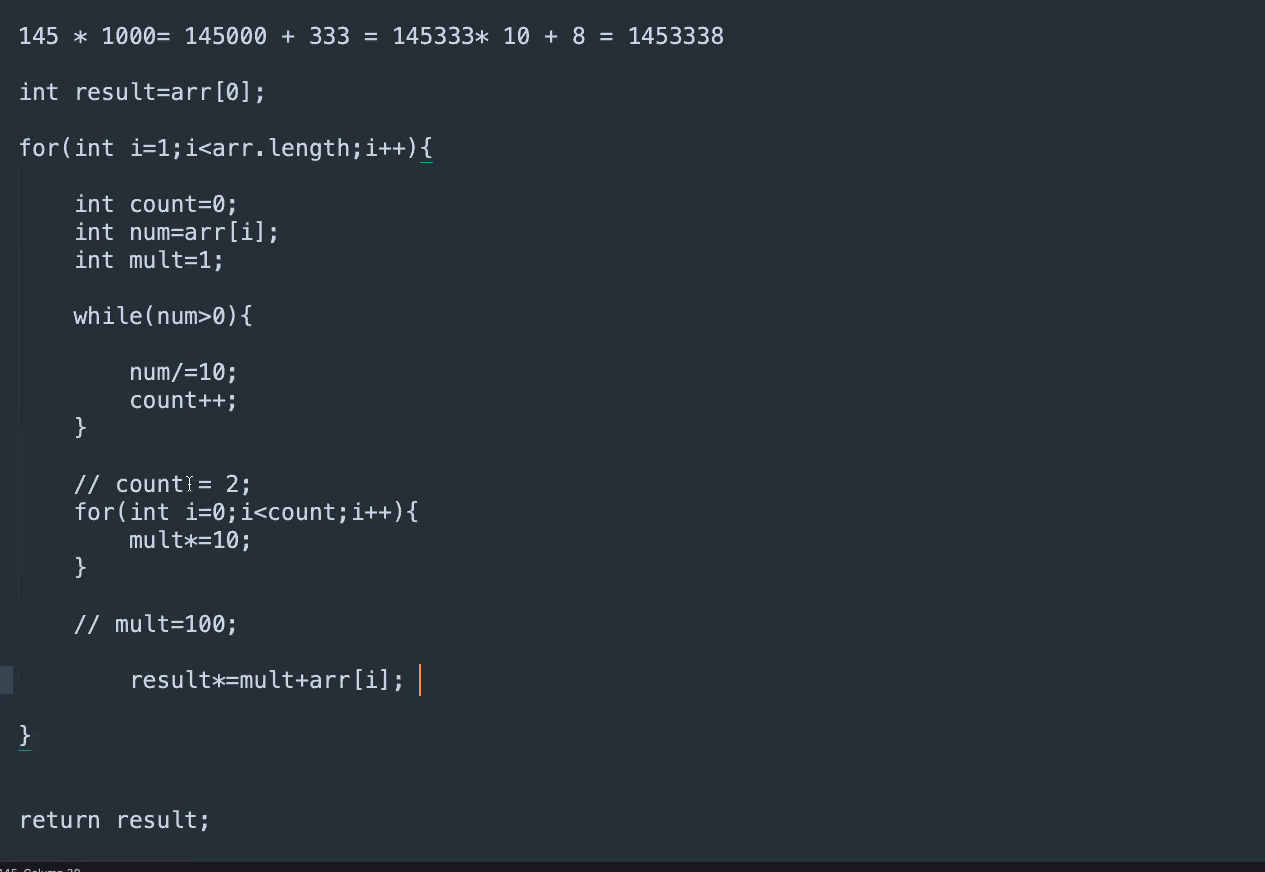 145 * 1000= 145000 + 333 = 145333* 10 + 8 = 1453338
int result=arr[0];
for(int i=1;i<arr.length;i++){
int count=0;
int num=arr[i];
int mult=1;
while(num>0){
num/=10;
count++;
}
// count = 2;
for(int i=0;i<count;i++){
mult*=10;
}
// mult=100;
result*=mult+arr[i];
}
return result;